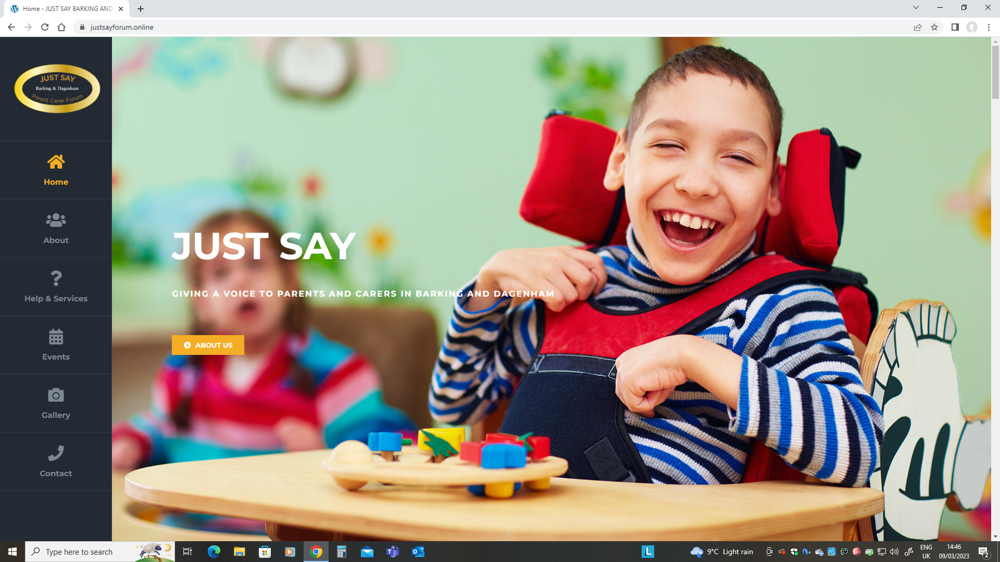 Home - JUST SAY BARKING AND
justsayforum.online
JUST SAY
Barking & Dagenham
Parent Carer Forum
Home
About
Help & Services
Events
Gallery
Contact
JUST SAY
GIVING A VOICE TO PARENTS AND CARERS IN BARKING AND DAGENHAM
ABOUT US
Type here to search
L
9°C Light rain
ENG
UK
14:46
09/03/2023
2